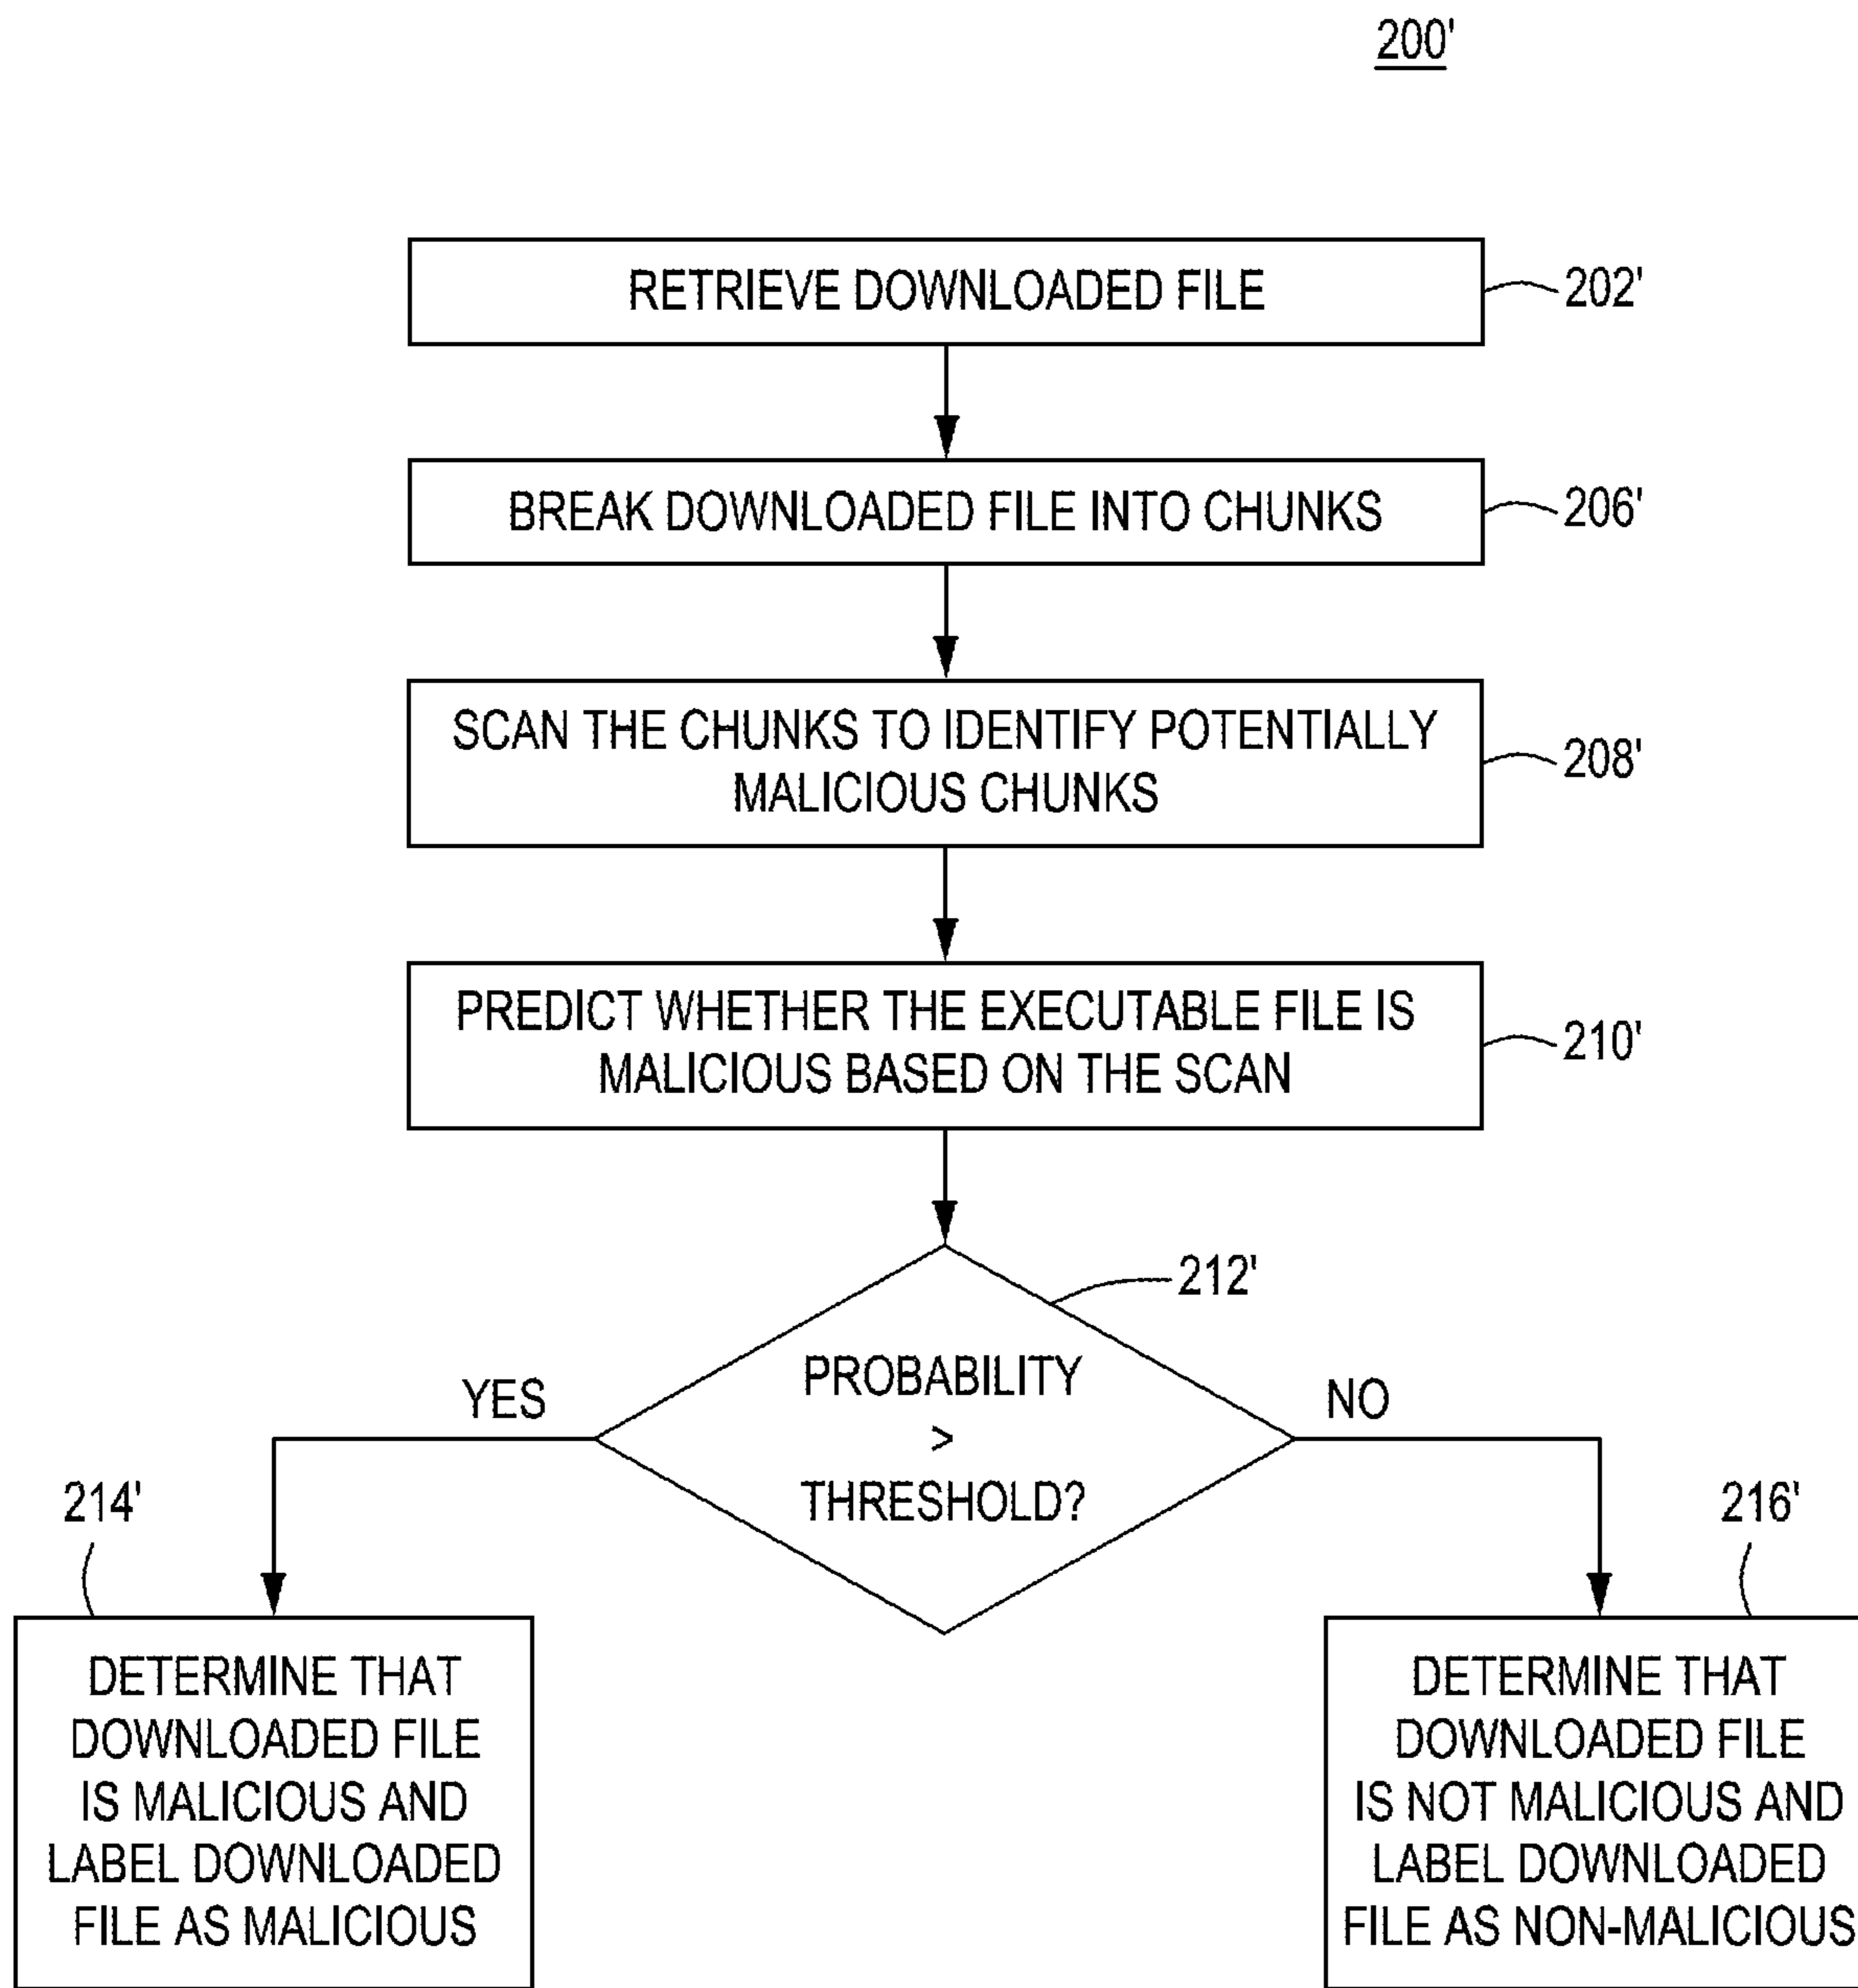 200'
RETRIEVE DOWNLOADED FILE
202'
BREAK DOWNLOADED FILE INTO CHUNKS
206'
SCAN THE CHUNKS TO IDENTIFY POTENTIALLY
MALICIOUS CHUNKS
208'
PREDICT WHETHER THE EXECUTABLE FILE IS
MALICIOUS BASED ON THE SCAN
210'
212'
PROBABILITY
>
THRESHOLD?
YES
NO
214'
DETERMINE THAT
DOWNLOADED FILE
IS MALICIOUS AND
LABEL DOWNLOADED
FILE AS MALICIOUS
216'
DETERMINE THAT
DOWNLOADED FILE
IS NOT MALICIOUS AND
LABEL DOWNLOADED
FILE AS NON-MALICIOUS